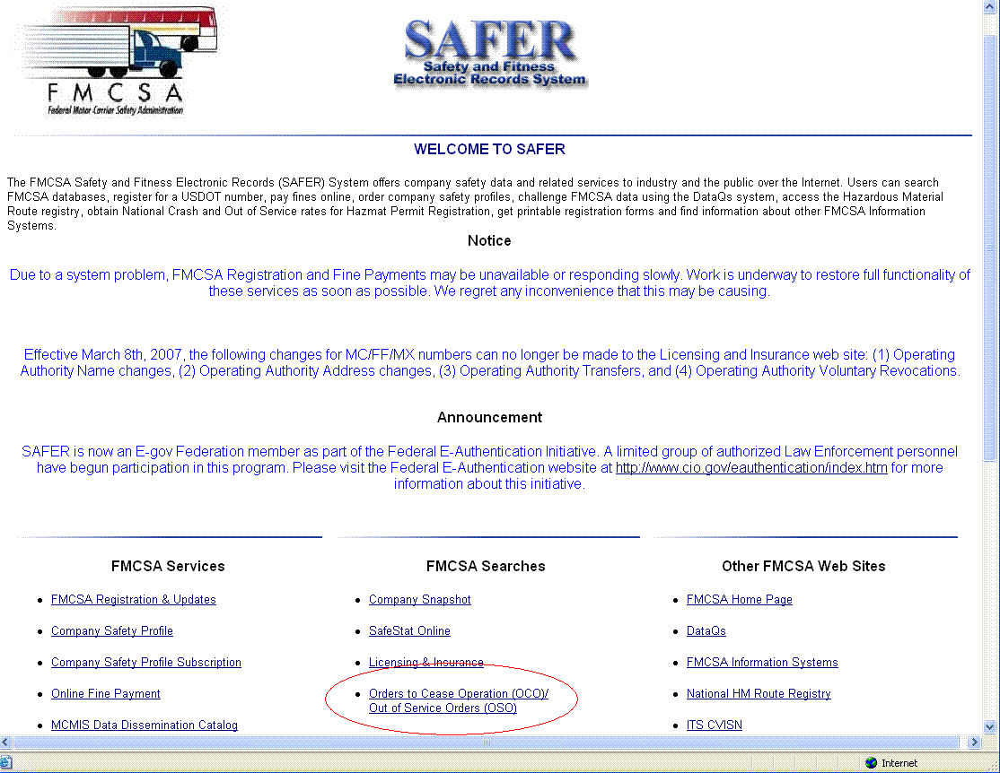 FMCSA
Federal Motor Carrier Safety Administration
SAFER
Safety and Fitness
Electronic Records System
WELCOME TO SAFER
The FMCSA Safety and Fitness Electronic Records (SAFER) System offers company safety data and related services to industry and the public over the Internet. Users can search
FMCSA databases, register for a USDOT number, pay fines online, order company safety profiles, challenge FMCSA data using the DataQs system, access the Hazardous Material
Route registry, obtain National Crash and Out of Service rates for Hazmat Permit Registration, get printable registration forms and find information about other FMCSA Information
Systems.
Notice
Due to a system problem, FMCSA Registration and Fine Payments may be unavailable or responding slowly. Work is underway to restore full functionality of
these services as soon as possible. We regret any inconvenience that this may be causing.
Effective March 8th, 2007, the following changes for MC/FF/MX numbers can no longer be made to the Licensing and Insurance web site: (1) Operating
Authority Name changes, (2) Operating Authority Address changes, (3) Operating Authority Transfers, and (4) Operating Authority Voluntary Revocations.
Announcement
SAFER is now an E-gov Federation member as part of the Federal E-Authentication Initiative. A limited group of authorized Law Enforcement personnel
have begun participation in this program. Please visit the Federal E-Authentication website at http://www.cio.gov/eauthentication/index.htm for more
information about this initiative.
FMCSA Services
FMCSA Registration & Updates
Company Safety Profile
Company Safety Profile Subscription
Online Fine Payment
MCMIS Data Dissemination Catalog
FMCSA Searches
Company Snapshot
SafeStat Online
Licensing & Insurance
Orders to Cease Operation (OCO)/
Out of Service Orders (OSO)
Other FMCSA Web Sites
FMCSA Home Page
DataQs
FMCSA Information Systems
National HM Route Registry
ITS CVISN
Internet